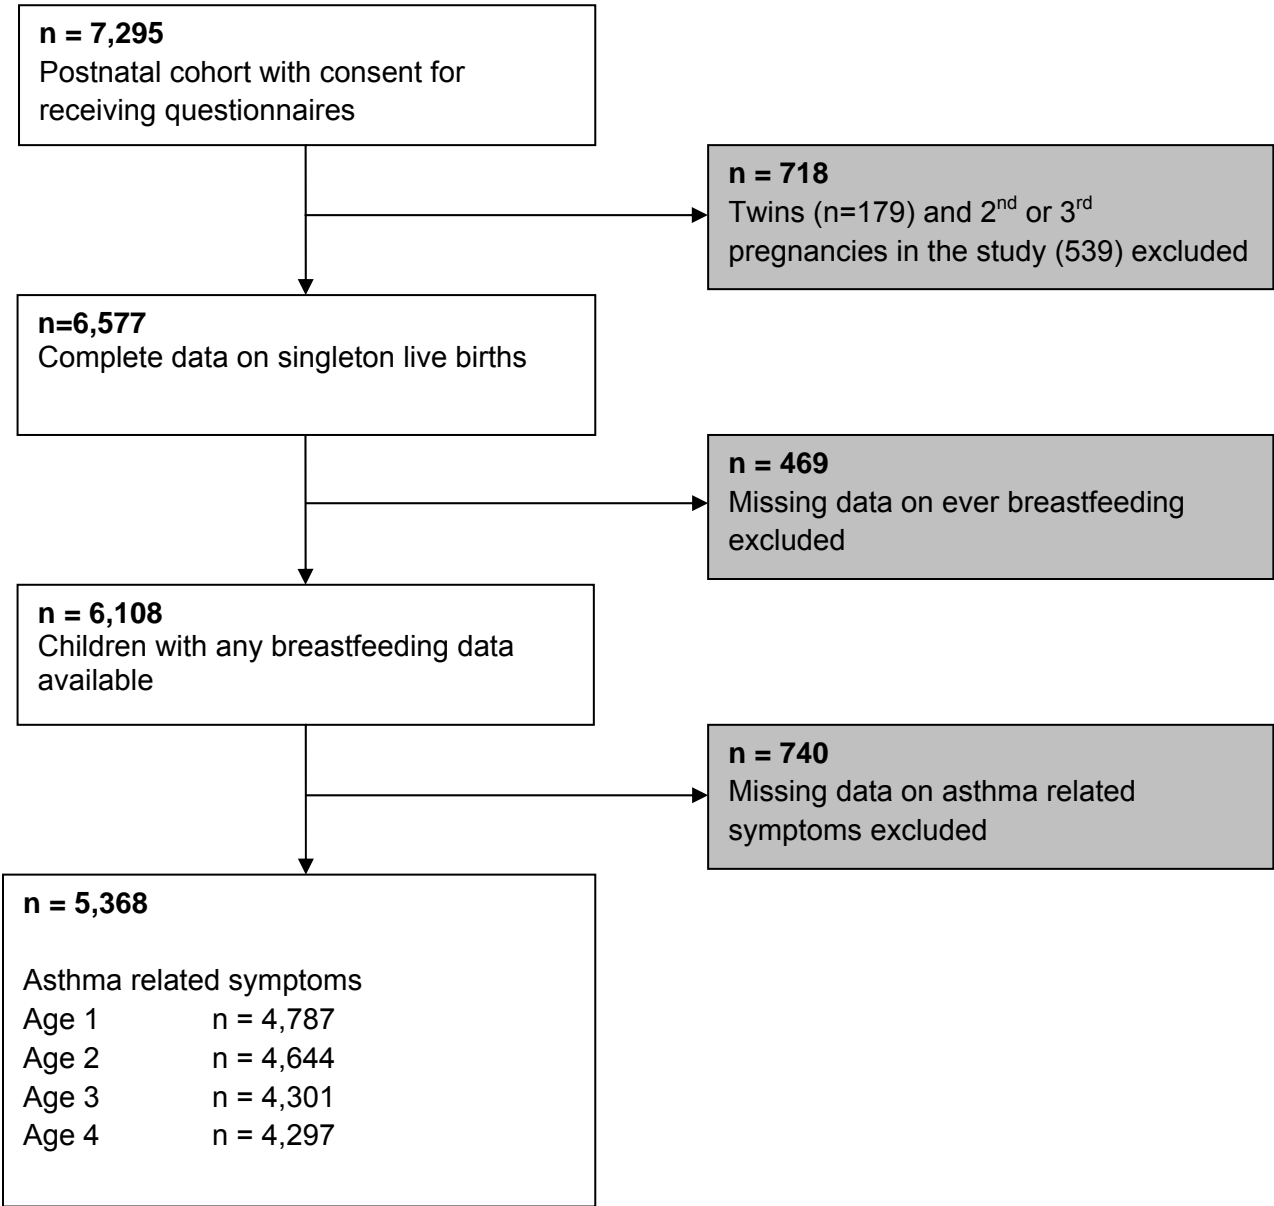 n = 7,295
Postnatal cohort with consent for
receiving questionnaires
n = 718
Twins (n=179) and 2nd or 3rd
pregnancies in the study (539) excluded
n=6,577
Complete data on singleton live births
n = 469
Missing data on ever breastfeeding
excluded
n = 6,108
Children with any breastfeeding data
available
n = 740
Missing data on asthma related
symptoms excluded
n = 5,368
Asthma related symptoms
Age 1 n = 4,787
Age 2 n = 4,644
Age 3 n = 4,301
Age 4 n = 4,297